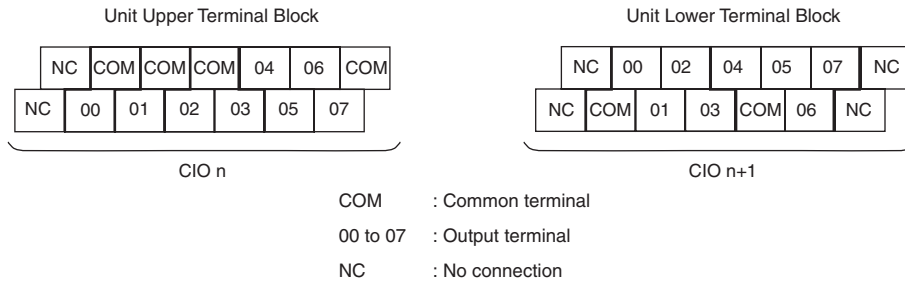 Unit Upper Terminal Block
Unit Lower Terminal Block
NC COM COM COM 04 06 COM
NC 00 01 02 03 05 07
NC 00 02 04 05 07 NC
NC COM 01 03 COM 06 NC
CIO n
CIO n+1
COM : Common terminal
00 to 07 : Output terminal
NC : No connection